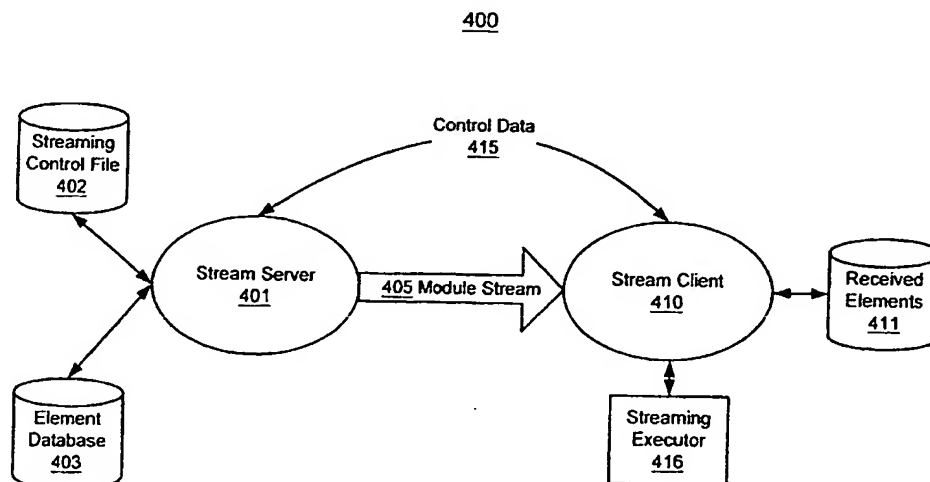 400
Streaming
Control File
402
Control Data
415
Stream Server
401
405 Module Stream
Stream Client
410
Received
Elements
411
Element
Database
403
Streaming
Executor
416